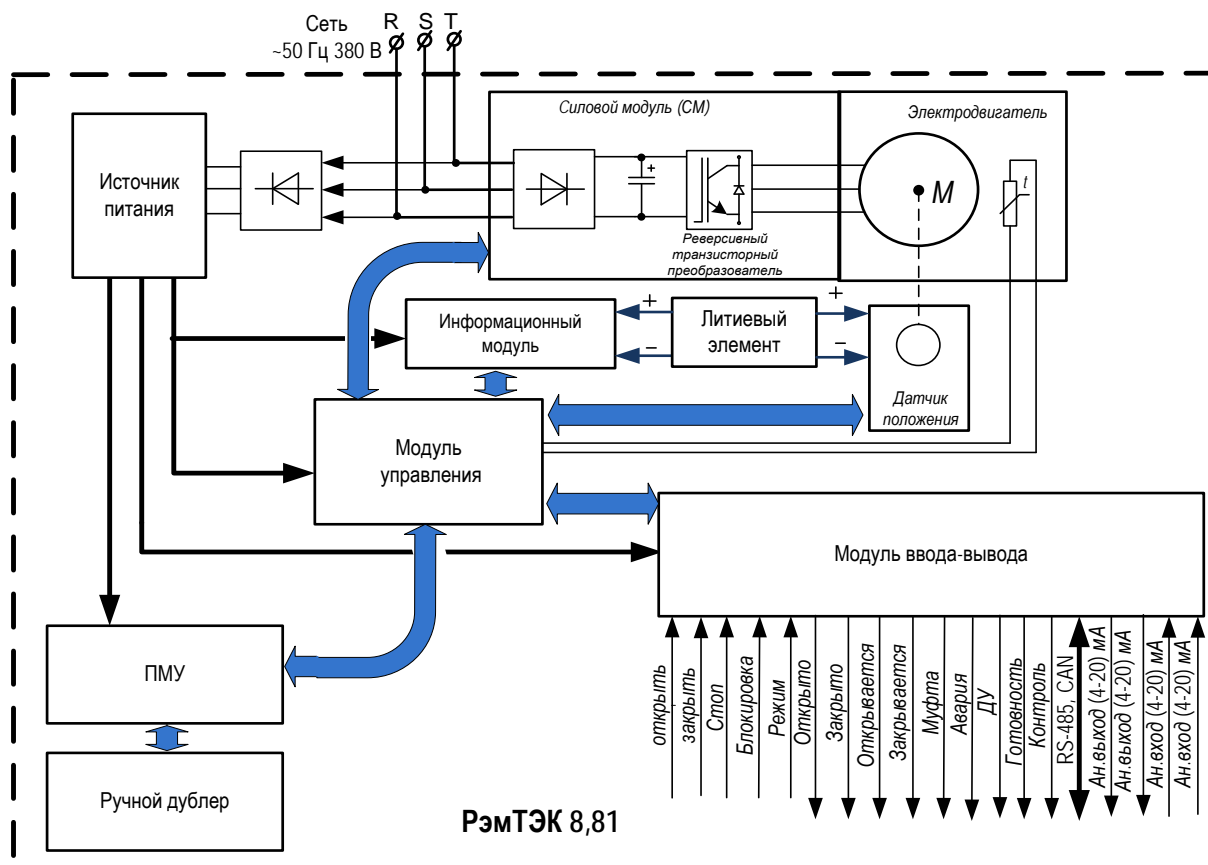 Сеть
~50 Гц 380 В
R S T
Силовой модуль (СМ)
Электродвигатель
Источник
питания
+
М
t
Реверсивный
транзисторный
преобразователь
Информационный
модуль
+
–
Литиевый
элемент
+
–
Датчик
положения
Модуль
управления
Модуль ввода-вывода
ПМУ
Ручной дублер
открыть
закрыть
Стоп
Блокировка
Режим
Открыто
Закрыто
Открывается
Закрывается
Муфта
Авария
ДУ
Готовность
Контроль
RS-485, CAN
Ан.выход (4-20) мА
Ан.выход (4-20) мА
Ан.вход (4-20) мА
Ан.вход (4-20) мА
РэмТЭК 8,81